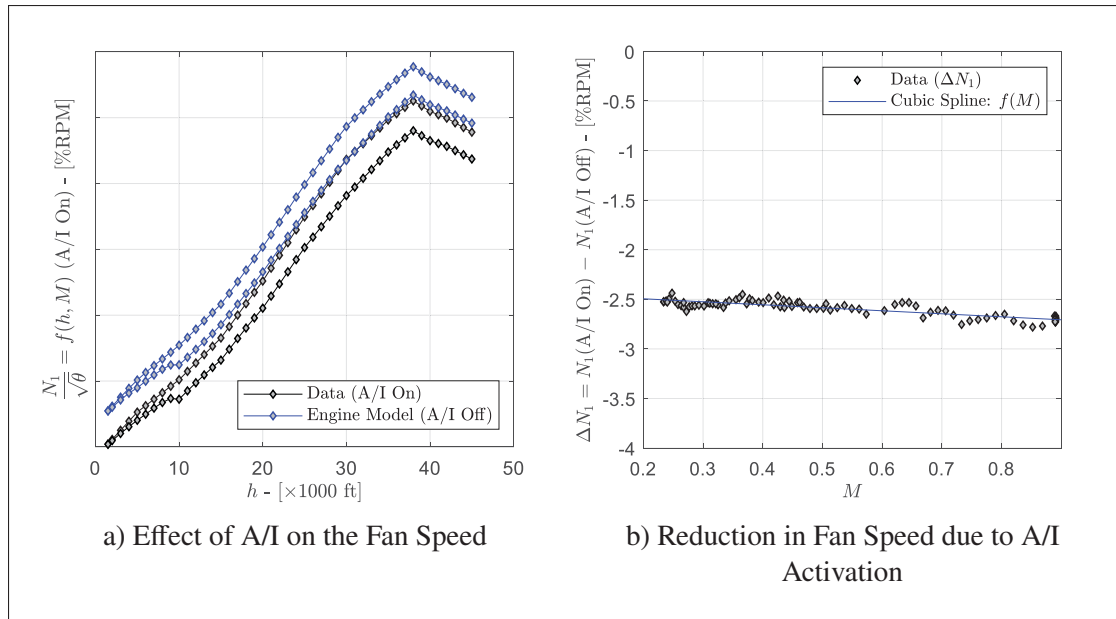 N₁/√θ = f(h, M) (A/I On) - [%RPM]
Data (A/I On)
Engine Model (A/I Off)
0 10 20 30 40 50
h - [×1000 ft]
a) Effect of A/I on the Fan Speed
ΔN₁ = N₁(A/I On) − N₁(A/I Off) - [%RPM]
0
-0.5
-1
-1.5
-2
-2.5
-3
-3.5
-4
Data (ΔN₁)
Cubic Spline: f(M)
0.2 0.3 0.4 0.5 0.6 0.7 0.8
M
b) Reduction in Fan Speed due to A/I
Activation